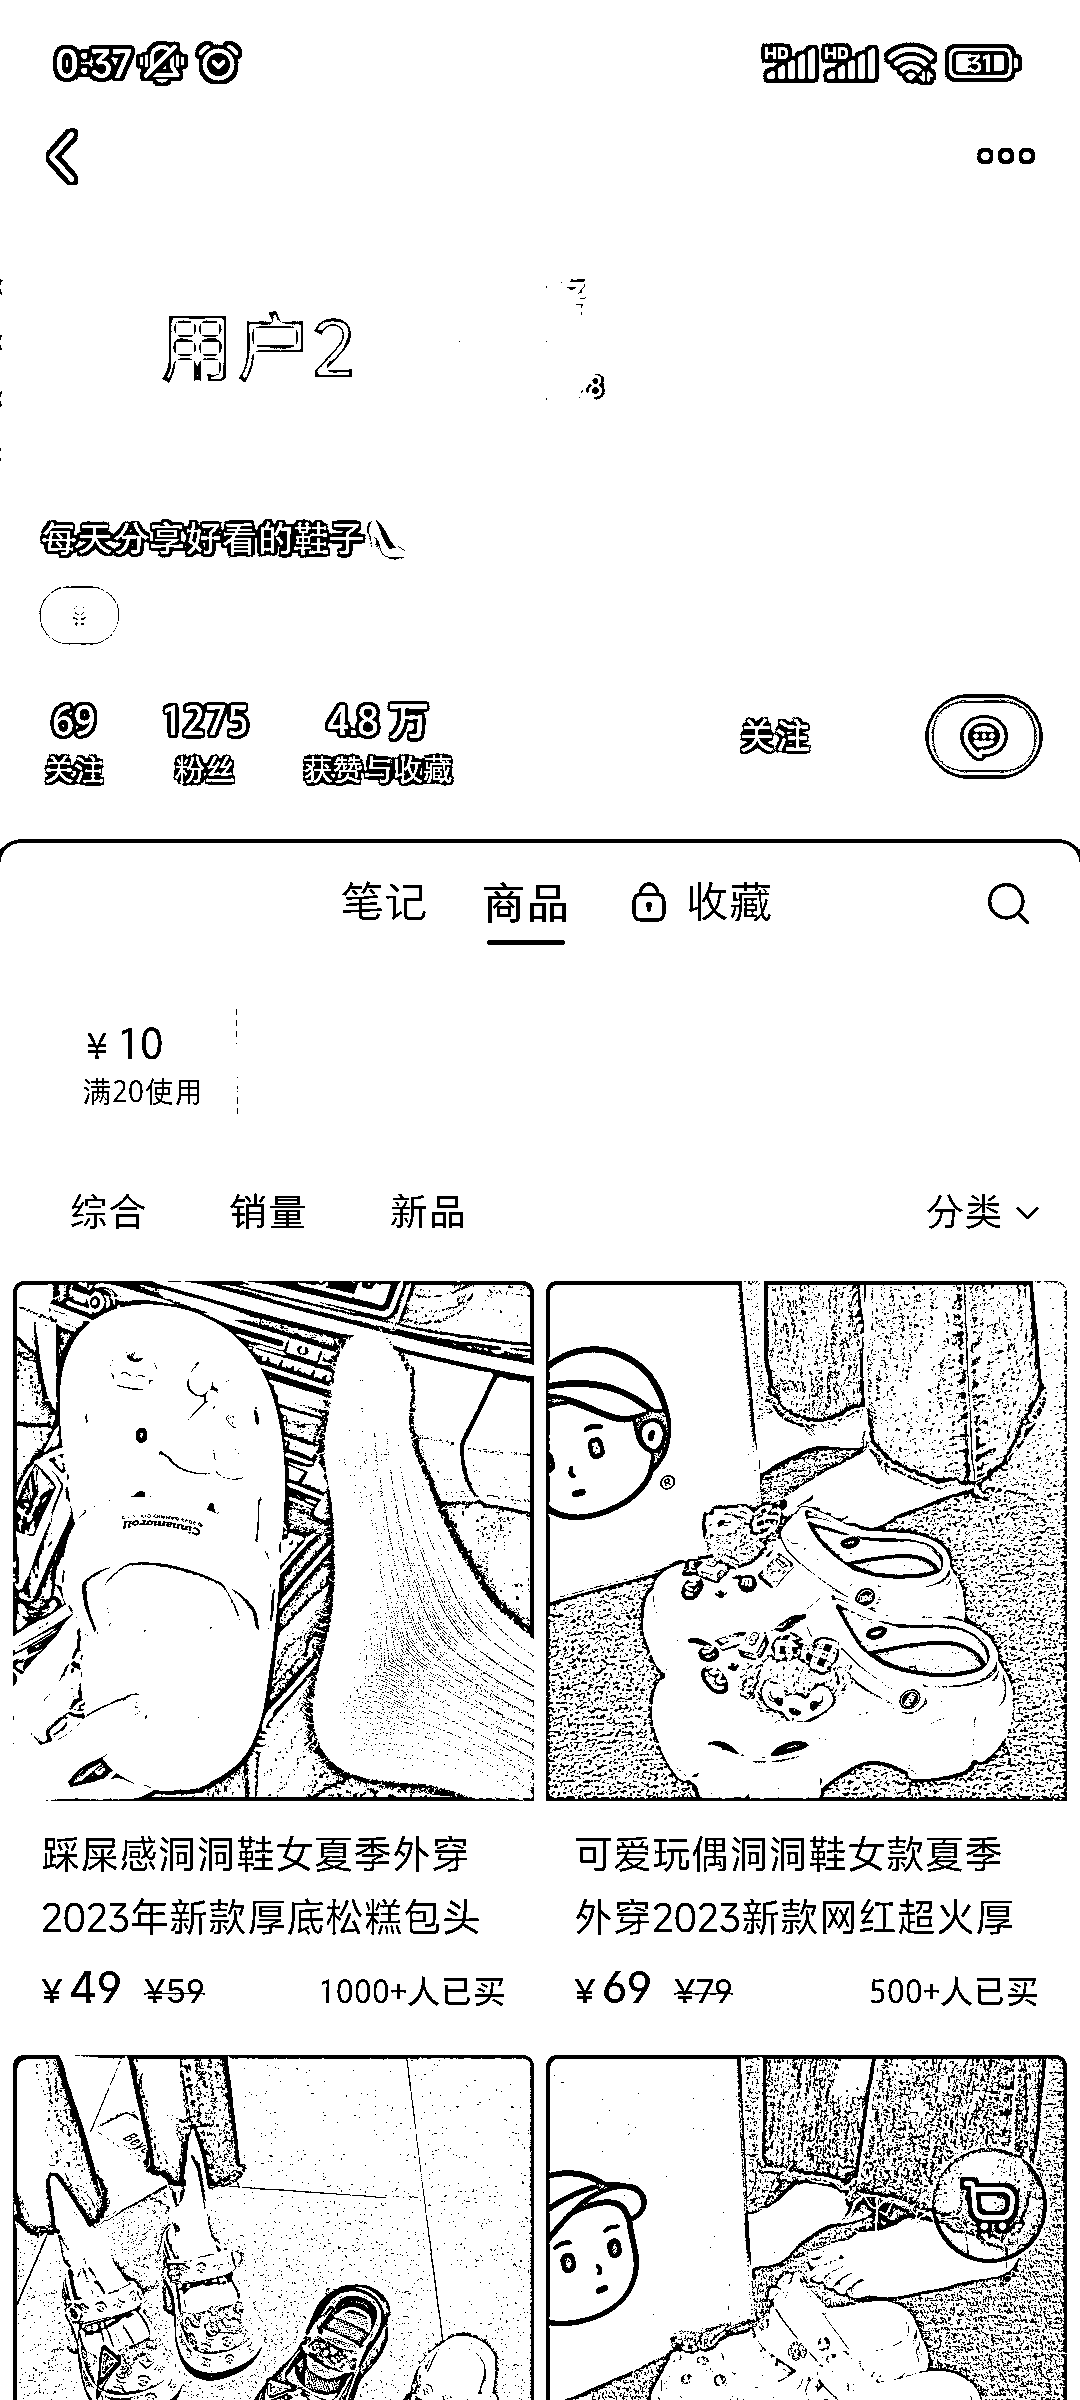 0:37
HD HD 31
用户2
每天分享好看的鞋子
69 1275 4.8万
关注 粉丝 获赞与收藏
关注
笔记 商品 收藏
¥10
满20使用
综合 销量 新品 分类
Cinnamoroll
踩屎感洞洞鞋女夏季外穿
2023年新款厚底松糕包头
¥49 ¥59 1000+人已买
可爱玩偶洞洞鞋女款夏季
外穿2023新款网红超火厚
¥69 ¥79 500+人已买